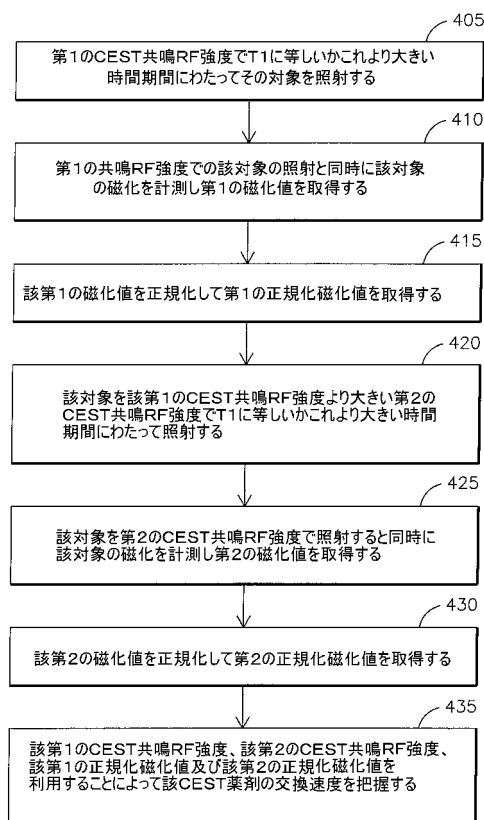 405
第1のCEST共鳴RF強度でT1に等しいかこれより大きい
時間期間にわたってその対象を照射する
410
第1の共鳴RF強度での該対象の照射と同時に該対象
の磁化を計測し第1の磁化値を取得する
415
該第1の磁化値を正規化して第1の正規化磁化値を取得する
420
該対象を該第1のCEST共鳴RF強度より大きい第2の
CEST共鳴RF強度でT1に等しいかこれより大きい時間
期間にわたって照射する
425
該対象を第2のCEST共鳴RF強度で照射すると同時に
該対象の磁化を計測し第2の磁化値を取得する
430
該第2の磁化値を正規化して第2の正規化磁化値を取得する
435
該第1のCEST共鳴RF強度、該第2のCEST共鳴RF強度、
該第1の正規化磁化値及び該第2の正規化磁化値を
利用することによって該CEST薬剤の交換速度を把握する